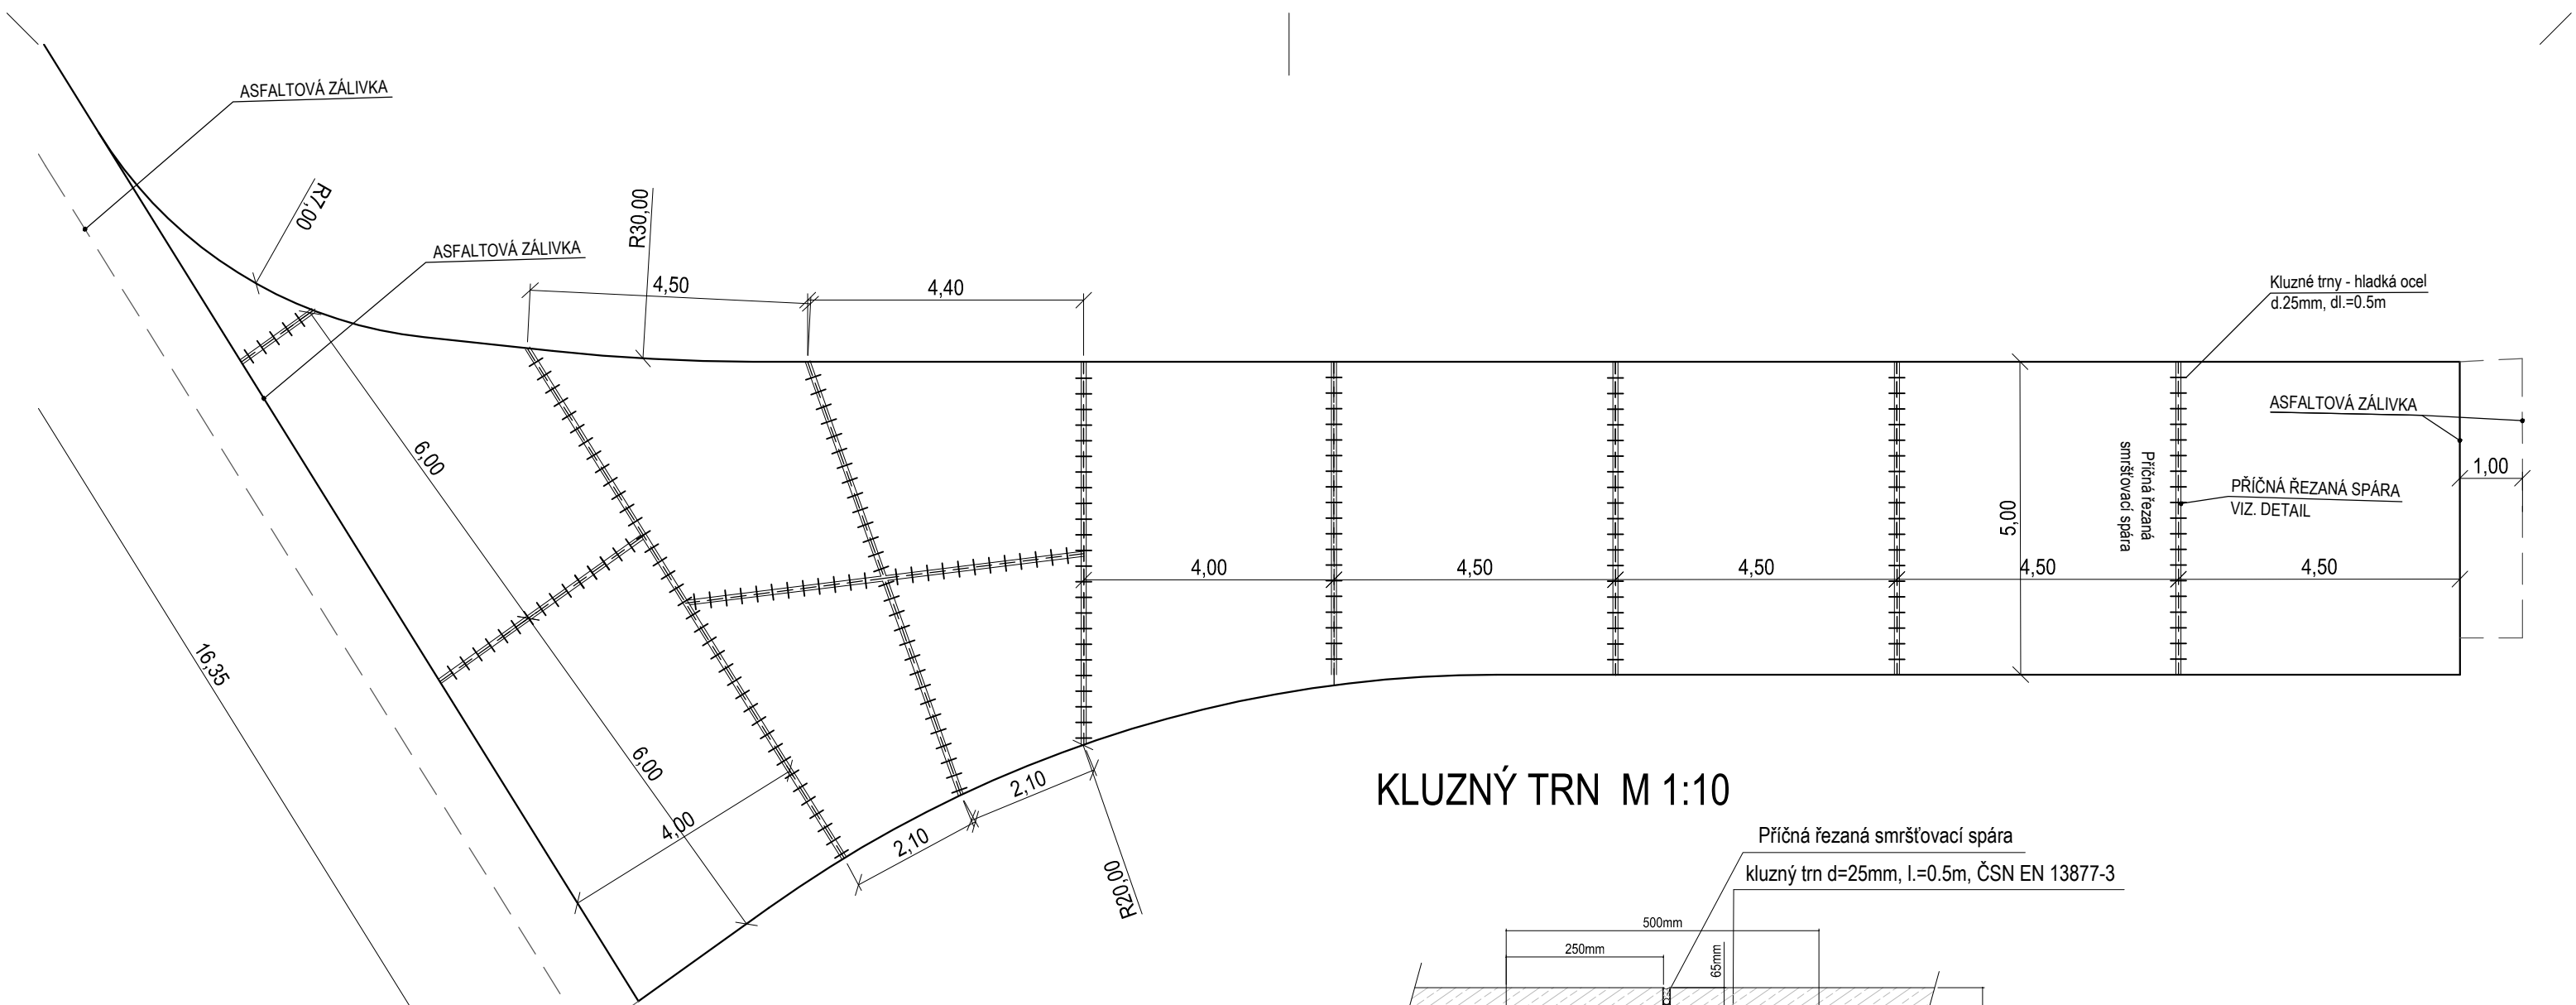 ASFALTOVÁ ZÁLIVKA
R7,00
R30,00
ASFALTOVÁ ZÁLIVKA
4,50
4,40
Kluzné trny - hladká ocel
d.25mm, dl.=0.5m
ASFALTOVÁ ZÁLIVKA
6,00
1,00
Příčná řezaná
smršťovací spára
PŘÍČNÁ ŘEZANÁ SPÁRA
VIZ. DETAIL
5,00
4,00
4,50
4,50
4,50
4,50
16,35
6,00
4,00
2,10
2,10
R20,00
KLUZNÝ TRN M 1:10
Příčná řezaná smršťovací spára
kluzný trn d=25mm, l.=0.5m, ČSN EN 13877-3
500mm
250mm
65mm